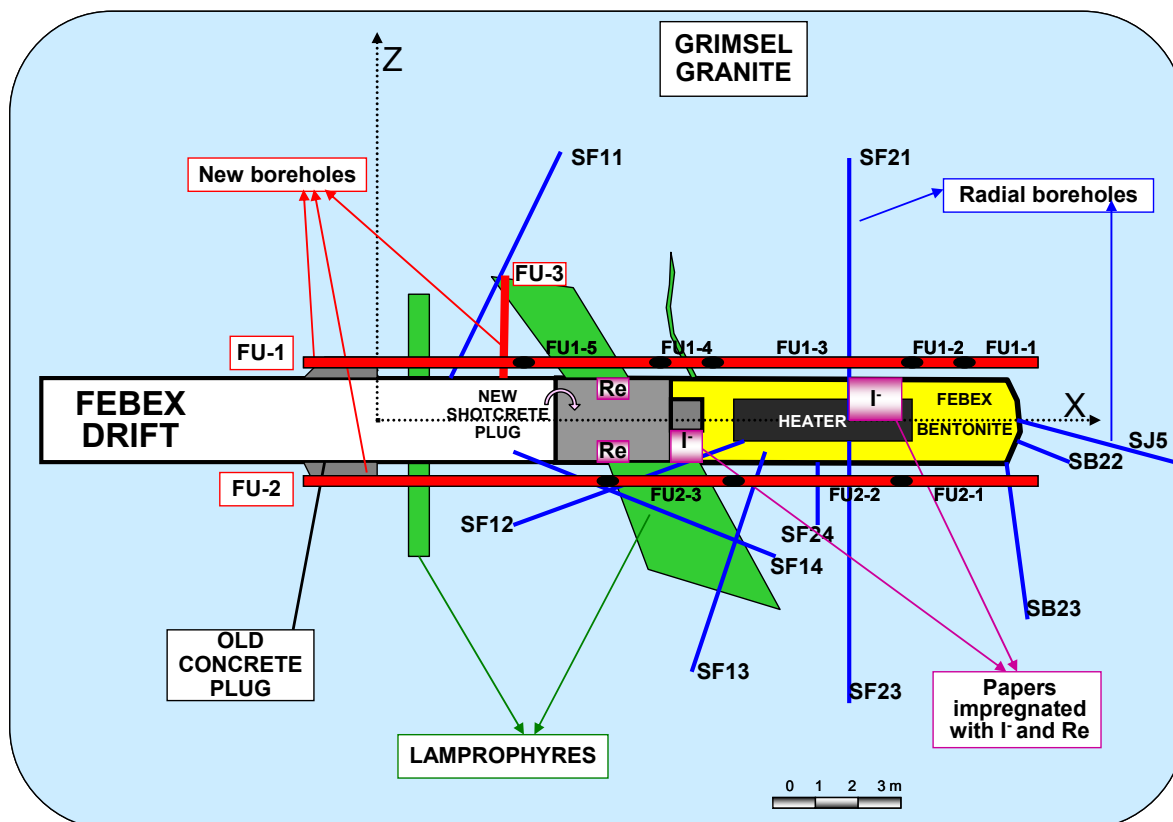 GRIMSEL
GRANITE
Z
SF11
SF21
New boreholes
Radial boreholes
FU-3
FU-1
FU1-5
FU1-4
FU1-3
FU1-2
FU1-1
FEBEX
DRIFT
NEW
SHOTCRETE
PLUG
Re
I-
HEATER
FEBEX
BENTONITE
X
Re
I-
SJ5
SB22
FU-2
FU2-3
FU2-2
FU2-1
SF12
SF24
SF14
SB23
OLD
CONCRETE
PLUG
SF13
SF23
Papers
impregnated
with I- and Re
LAMPROPHYRES
0 1 2 3 m